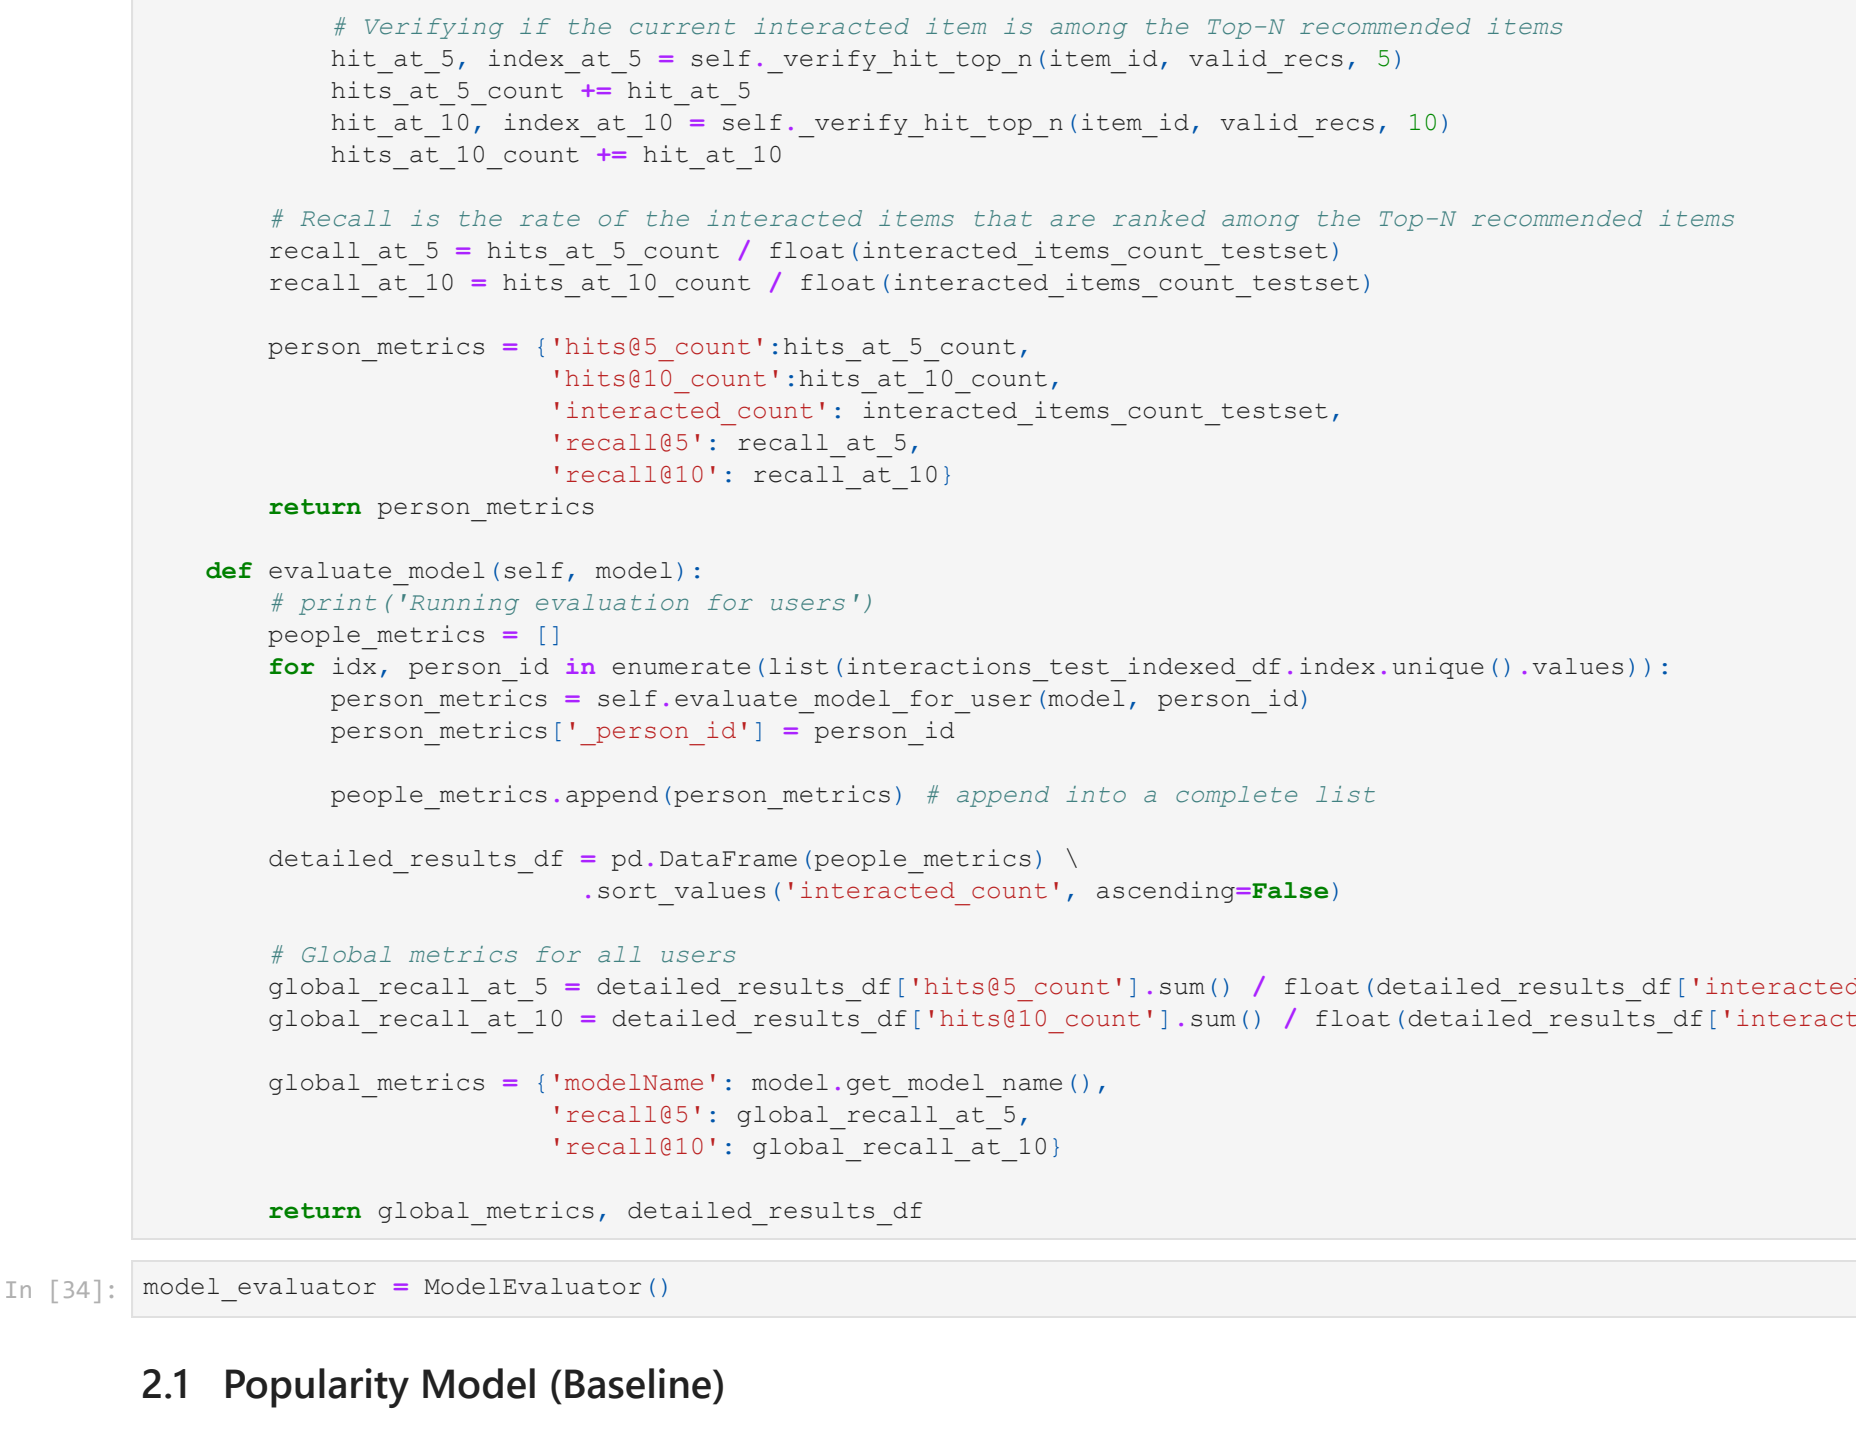 # Verifying if the current interacted item is among the Top-N recommended items
hit_at_5, index_at_5 = self._verify_hit_top_n(item_id, valid_recs, 5)
hits_at_5_count += hit_at_5
hit_at_10, index_at_10 = self._verify_hit_top_n(item_id, valid_recs, 10)
hits_at_10_count += hit_at_10
# Recall is the rate of the interacted items that are ranked among the Top-N recommended items
recall_at_5 = hits_at_5_count / float(interacted_items_count_testset)
recall_at_10 = hits_at_10_count / float(interacted_items_count_testset)
person_metrics = {'hits@5_count':hits_at_5_count,
'hits@10_count':hits_at_10_count,
'interacted_count': interacted_items_count_testset,
'recall@5': recall_at_5,
'recall@10': recall_at_10}
return person_metrics
def evaluate_model(self, model):
# print('Running evaluation for users')
people_metrics = []
for idx, person_id in enumerate(list(interactions_test_indexed_df.index.unique().values)):
person_metrics = self.evaluate_model_for_user(model, person_id)
person_metrics['_person_id'] = person_id
people_metrics.append(person_metrics) # append into a complete list
detailed_results_df = pd.DataFrame(people_metrics) \
.sort_values('interacted_count', ascending=False)
# Global metrics for all users
global_recall_at_5 = detailed_results_df['hits@5_count'].sum() / float(detailed_results_df['interacted
global_recall_at_10 = detailed_results_df['hits@10_count'].sum() / float(detailed_results_df['interact
global_metrics = {'modelName': model.get_model_name(),
'recall@5': global_recall_at_5,
'recall@10': global_recall_at_10}
return global_metrics, detailed_results_df
In [34]: model_evaluator = ModelEvaluator()
2.1 Popularity Model (Baseline)